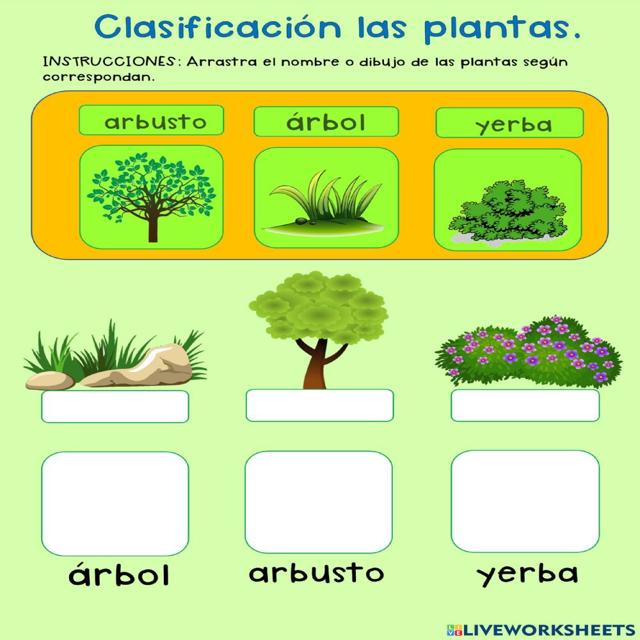 Clasificación las plantas.
INSTRUCCIONES: Arrastra el nombre o dibujo de las plantas según
correspondan.
arbusto
árbol
yerba
árbol
arbusto
yerba
LIVE
LIVEWORKSHEETS